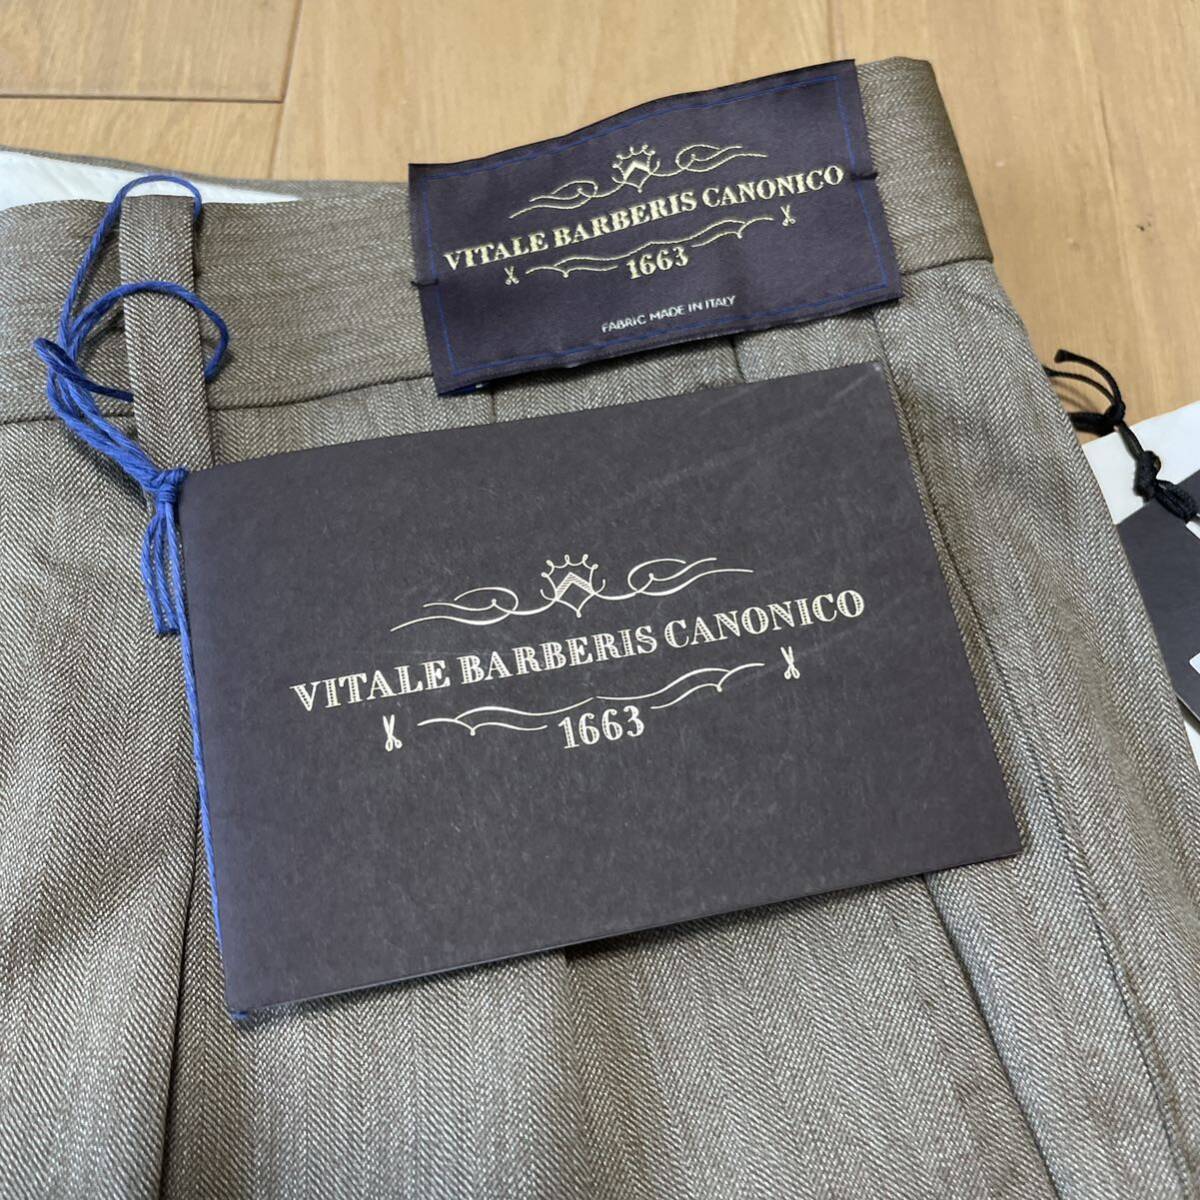 VITALE BARBERIS CANONICO
1663
FABRIC MADE IN ITALY
VITALE BARBERIS CANONICO
1663